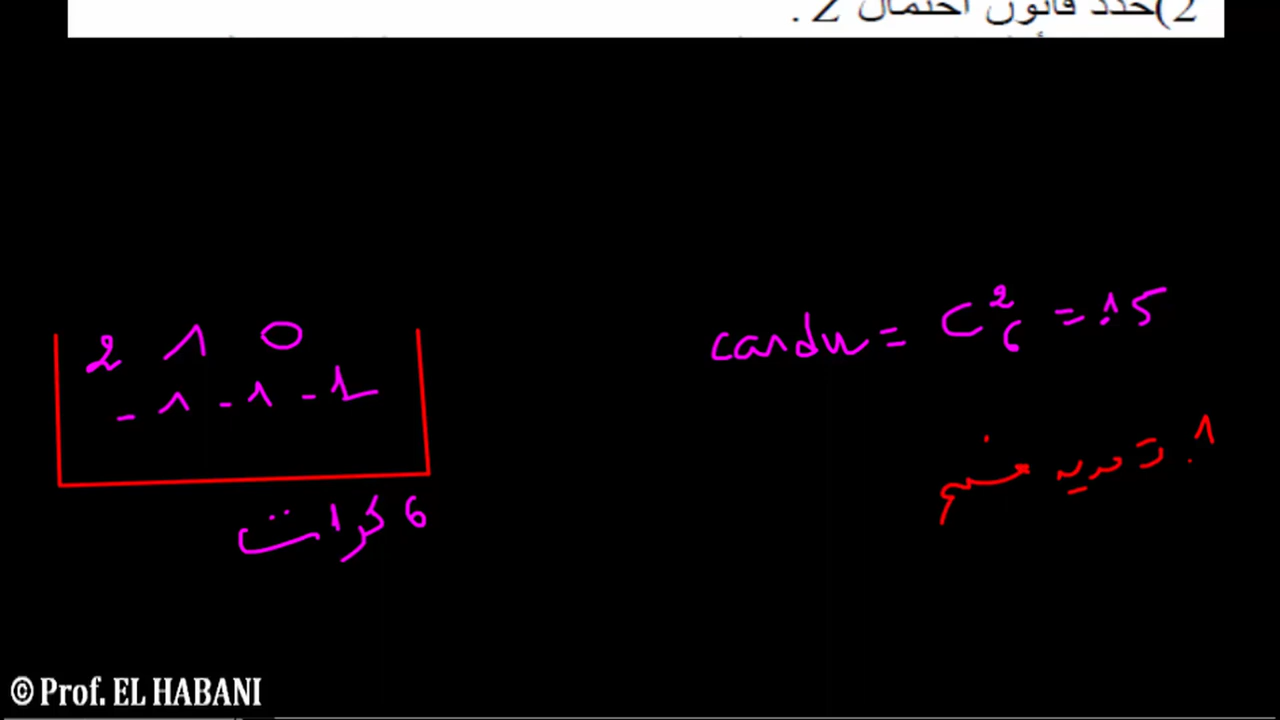 2)حدد قانون احتمال Z .
2 1 0
-1 -1 -1
6 كرات
card Ω = C²₆ = 15
1. تحديد قيم
© Prof. EL HABANI